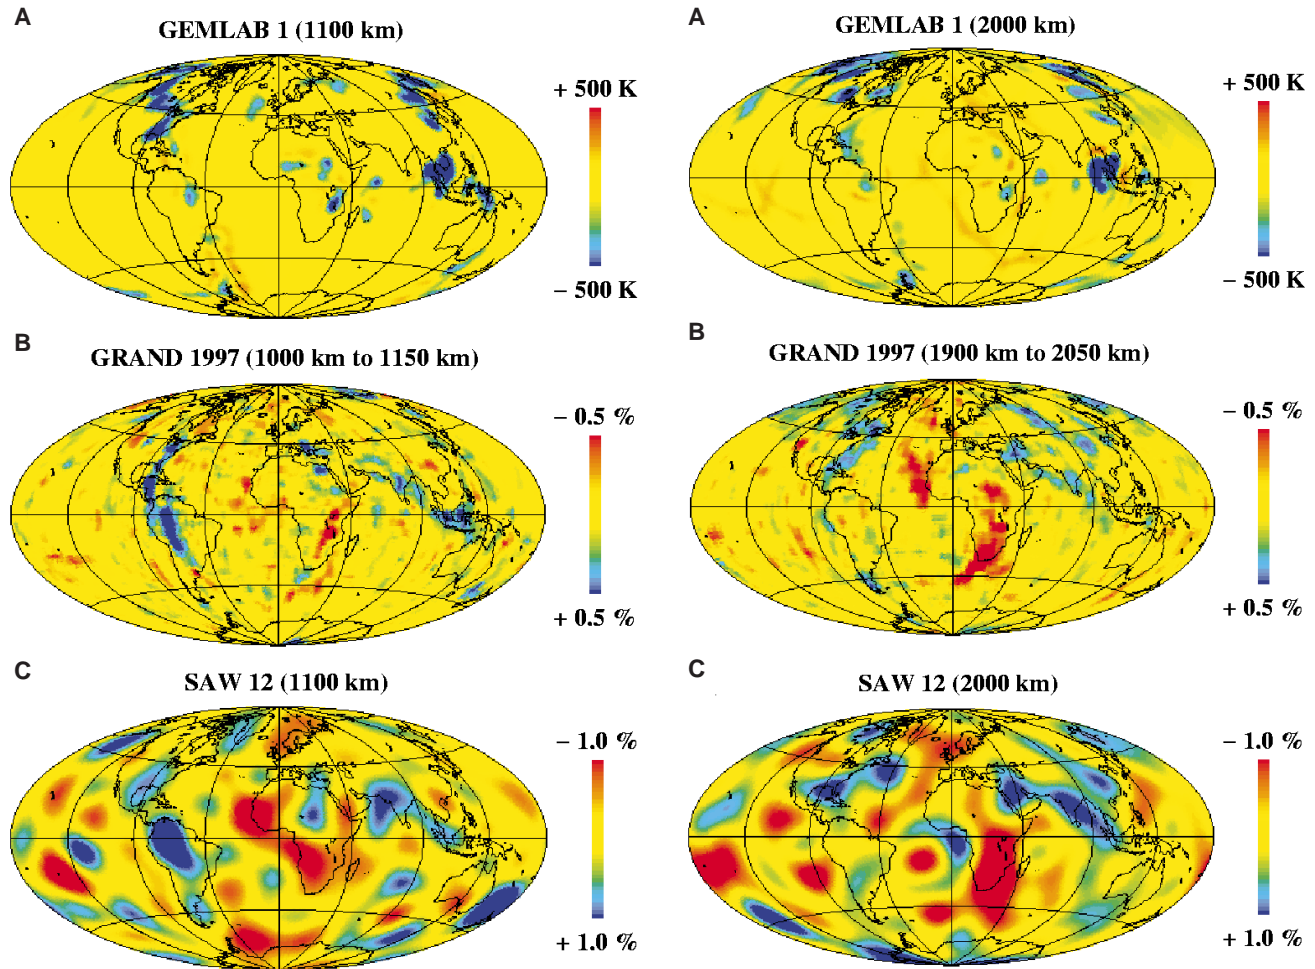 A
GEMLAB 1 (1100 km)
+ 500 K
− 500 K
B
GRAND 1997 (1000 km to 1150 km)
− 0.5 %
+ 0.5 %
C
SAW 12 (1100 km)
− 1.0 %
+ 1.0 %
A
GEMLAB 1 (2000 km)
+ 500 K
− 500 K
B
GRAND 1997 (1900 km to 2050 km)
− 0.5 %
+ 0.5 %
C
SAW 12 (2000 km)
− 1.0 %
+ 1.0 %